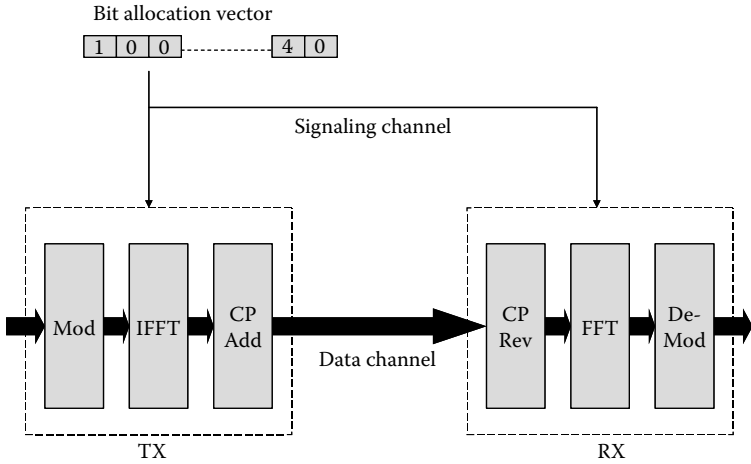 Bit allocation vector
1 0 0 4 0
Signaling channel
Mod
IFFT
CP
Add
Data channel
CP
Rev
FFT
De-
Mod
TX
RX